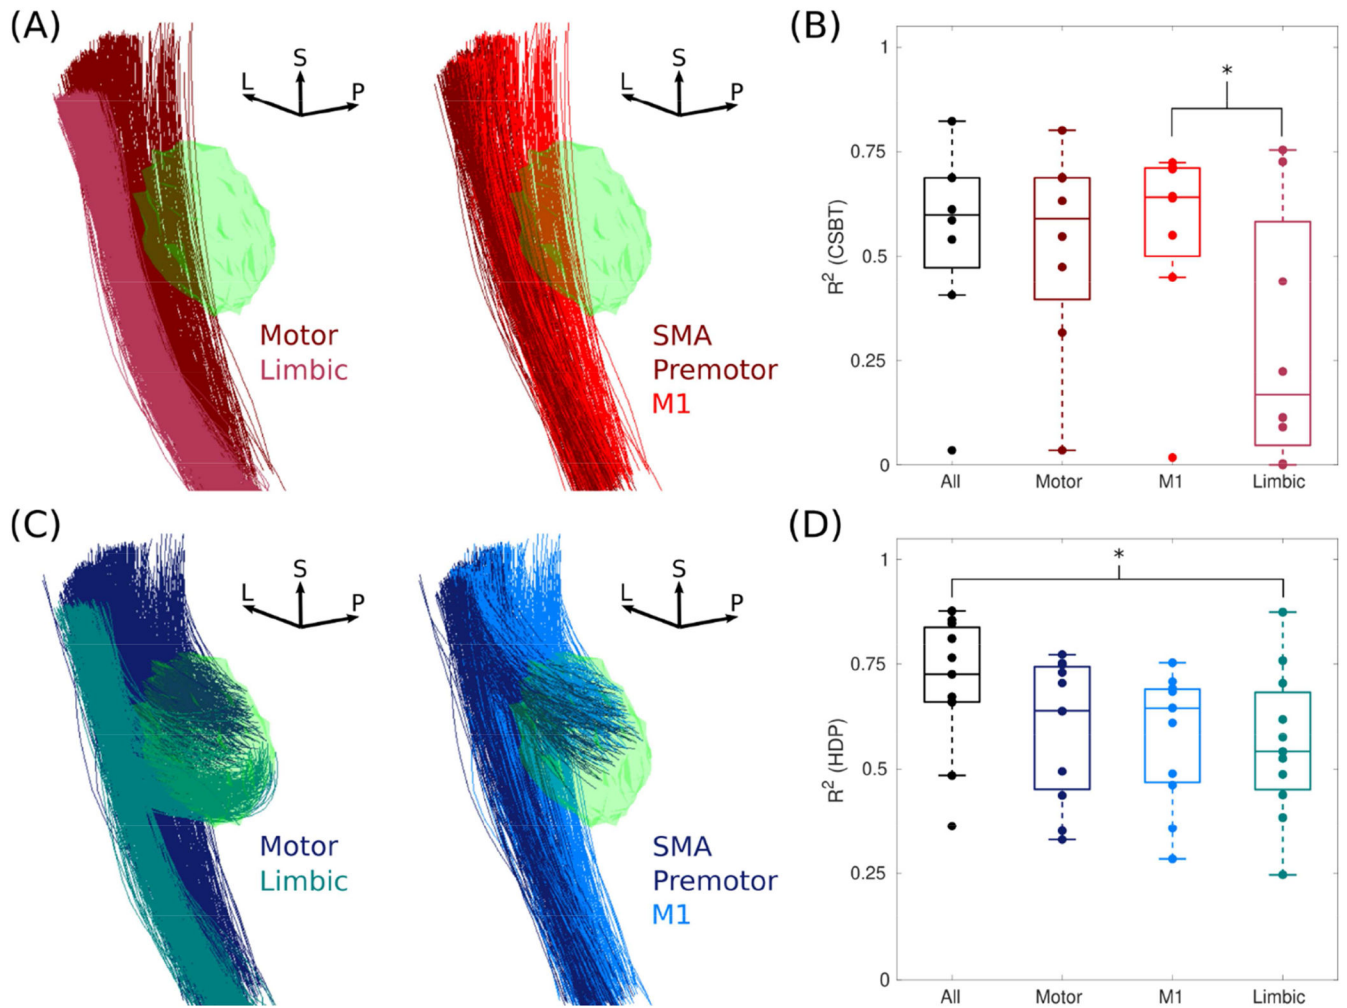 (A)
S
L
P
Motor
Limbic
S
L
P
SMA
Premotor
M1
(B)
R² (CSBT)
1
0.75
0.5
0.25
0
*
All
Motor
M1
Limbic
(C)
S
L
P
Motor
Limbic
S
L
P
SMA
Premotor
M1
(D)
R² (HDP)
1
0.75
0.5
0.25
0
*
All
Motor
M1
Limbic